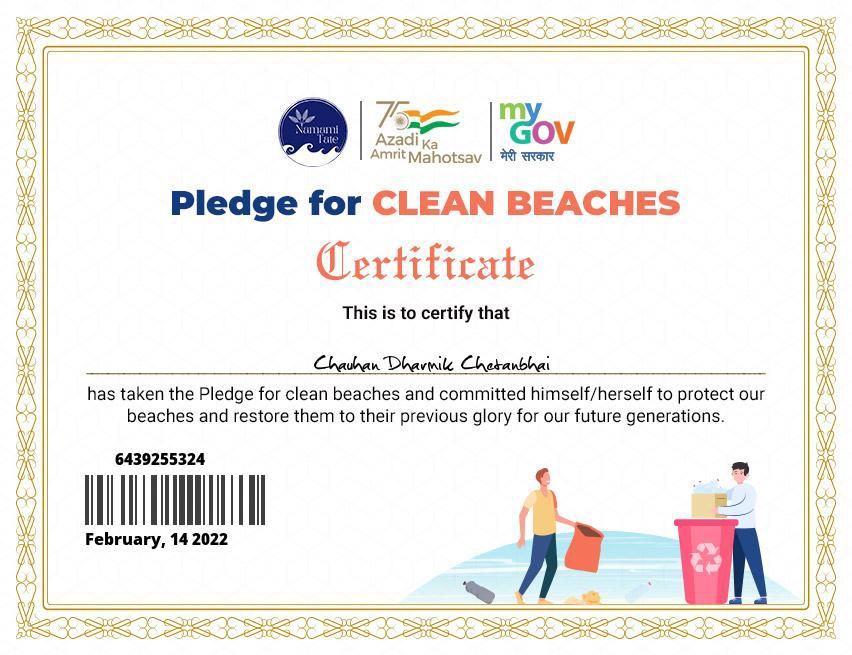 Namami
Tate
75
Azadi Ka
Amrit Mahotsav
my
GOV
मेरी सरकार
Pledge for CLEAN BEACHES
Certificate
This is to certify that
Chauhan Dharmik Chetanbhai
has taken the Pledge for clean beaches and committed himself/herself to protect our
beaches and restore them to their previous glory for our future generations.
6439255324
February, 14 2022